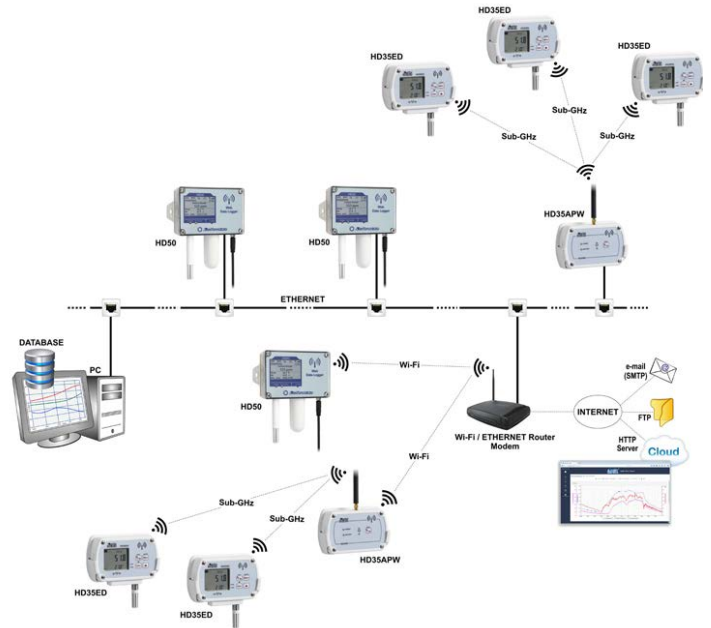 HD35ED
HD35ED
HD35ED
Sub-GHz
Sub-GHz
Sub-GHz
HD35APW
HD50
HD50
ETHERNET
DATABASE
PC
HD50
Wi-Fi
Wi-Fi
Wi-Fi / ETHERNET Router
Modem
INTERNET
e-mail
(SMTP)
FTP
HTTP
Server
Cloud
Sub-GHz
Sub-GHz
HD35APW
HD35ED
HD35ED